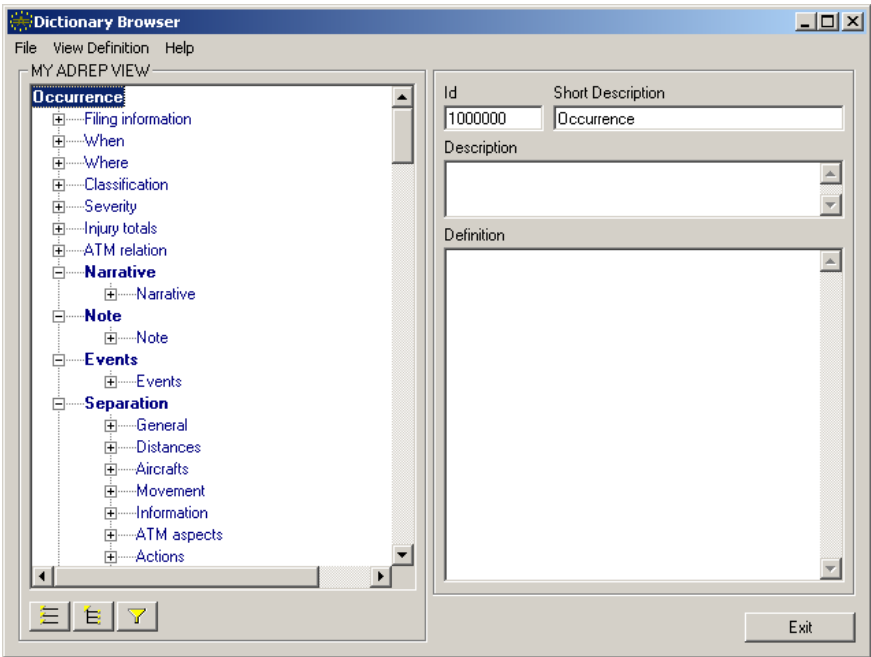 Dictionary Browser
File View Definition Help
MY ADREP VIEW
Occurrence
Filing information
When
Where
Classification
Severity
Injury totals
ATM relation
Narrative
Narrative
Note
Note
Events
Events
Separation
General
Distances
Aircrafts
Movement
Information
ATM aspects
Actions
Id Short Description
1000000 Occurrence
Description
Definition
Exit